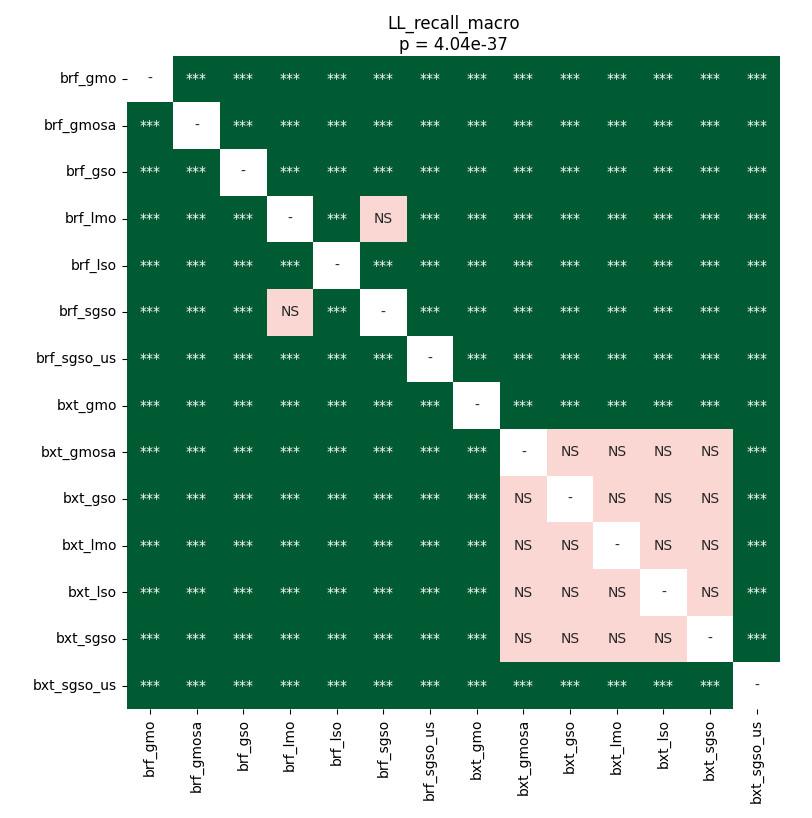 LL_recall_macro
p = 4.04e-37
brf_gmo - *** *** *** *** *** *** *** *** *** *** *** *** ***
brf_gmosa *** - *** *** *** *** *** *** *** *** *** *** *** ***
brf_gso *** *** - *** *** *** *** *** *** *** *** *** *** ***
brf_lmo *** *** *** - *** NS *** *** *** *** *** *** *** ***
brf_lso *** *** *** *** - *** *** *** *** *** *** *** *** ***
brf_sgso *** *** *** NS *** - *** *** *** *** *** *** *** ***
brf_sgso_us *** *** *** *** *** *** - *** *** *** *** *** *** ***
bxt_gmo *** *** *** *** *** *** *** - *** *** *** *** *** ***
bxt_gmosa *** *** *** *** *** *** *** *** - NS NS NS NS ***
bxt_gso *** *** *** *** *** *** *** *** NS - NS NS NS ***
bxt_lmo *** *** *** *** *** *** *** *** NS NS - NS NS ***
bxt_lso *** *** *** *** *** *** *** *** NS NS NS - NS ***
bxt_sgso *** *** *** *** *** *** *** *** NS NS NS NS - ***
bxt_sgso_us *** *** *** *** *** *** *** *** *** *** *** *** *** -
brf_gmo brf_gmosa brf_gso brf_lmo brf_lso brf_sgso brf_sgso_us bxt_gmo bxt_gmosa bxt_gso bxt_lmo bxt_lso bxt_sgso bxt_sgso_us